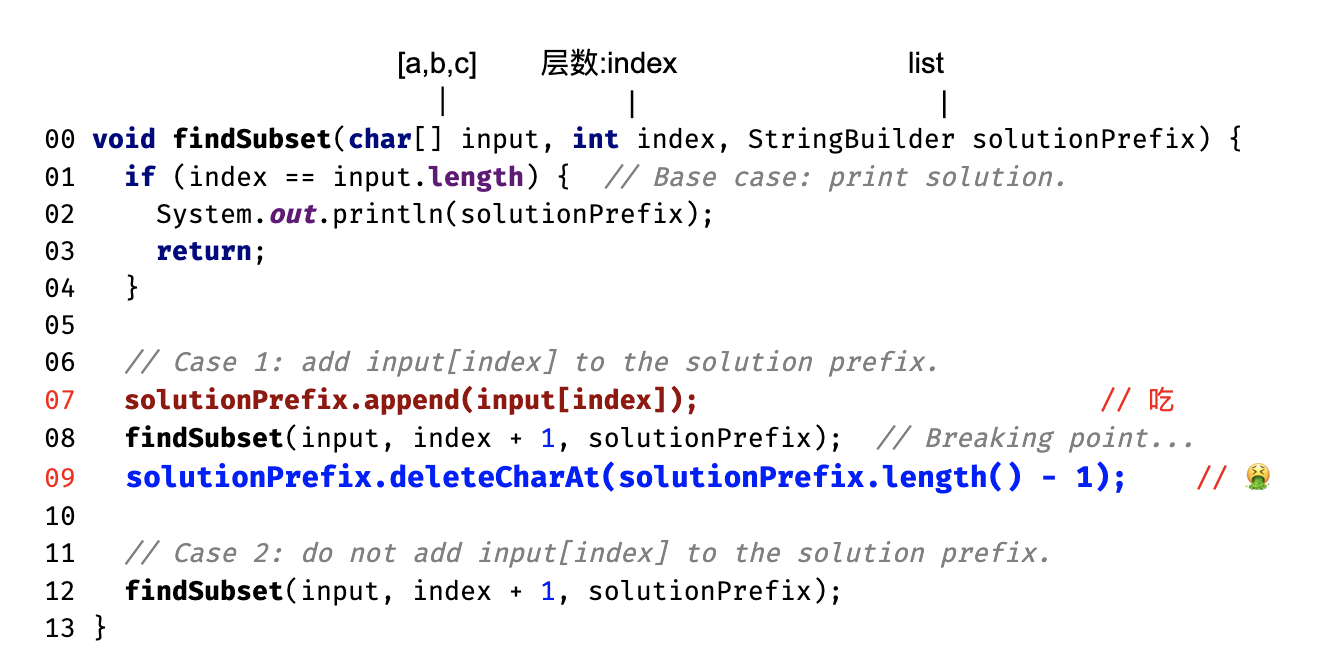 [a,b,c] 层数:index list
| | |
00 void findSubset(char[] input, int index, StringBuilder solutionPrefix) {
01 if (index == input.length) { // Base case: print solution.
02 System.out.println(solutionPrefix);
03 return;
04 }
05
06 // Case 1: add input[index] to the solution prefix.
07 solutionPrefix.append(input[index]); // 吃
08 findSubset(input, index + 1, solutionPrefix); // Breaking point...
09 solutionPrefix.deleteCharAt(solutionPrefix.length() - 1); // 🤮
10
11 // Case 2: do not add input[index] to the solution prefix.
12 findSubset(input, index + 1, solutionPrefix);
13 }